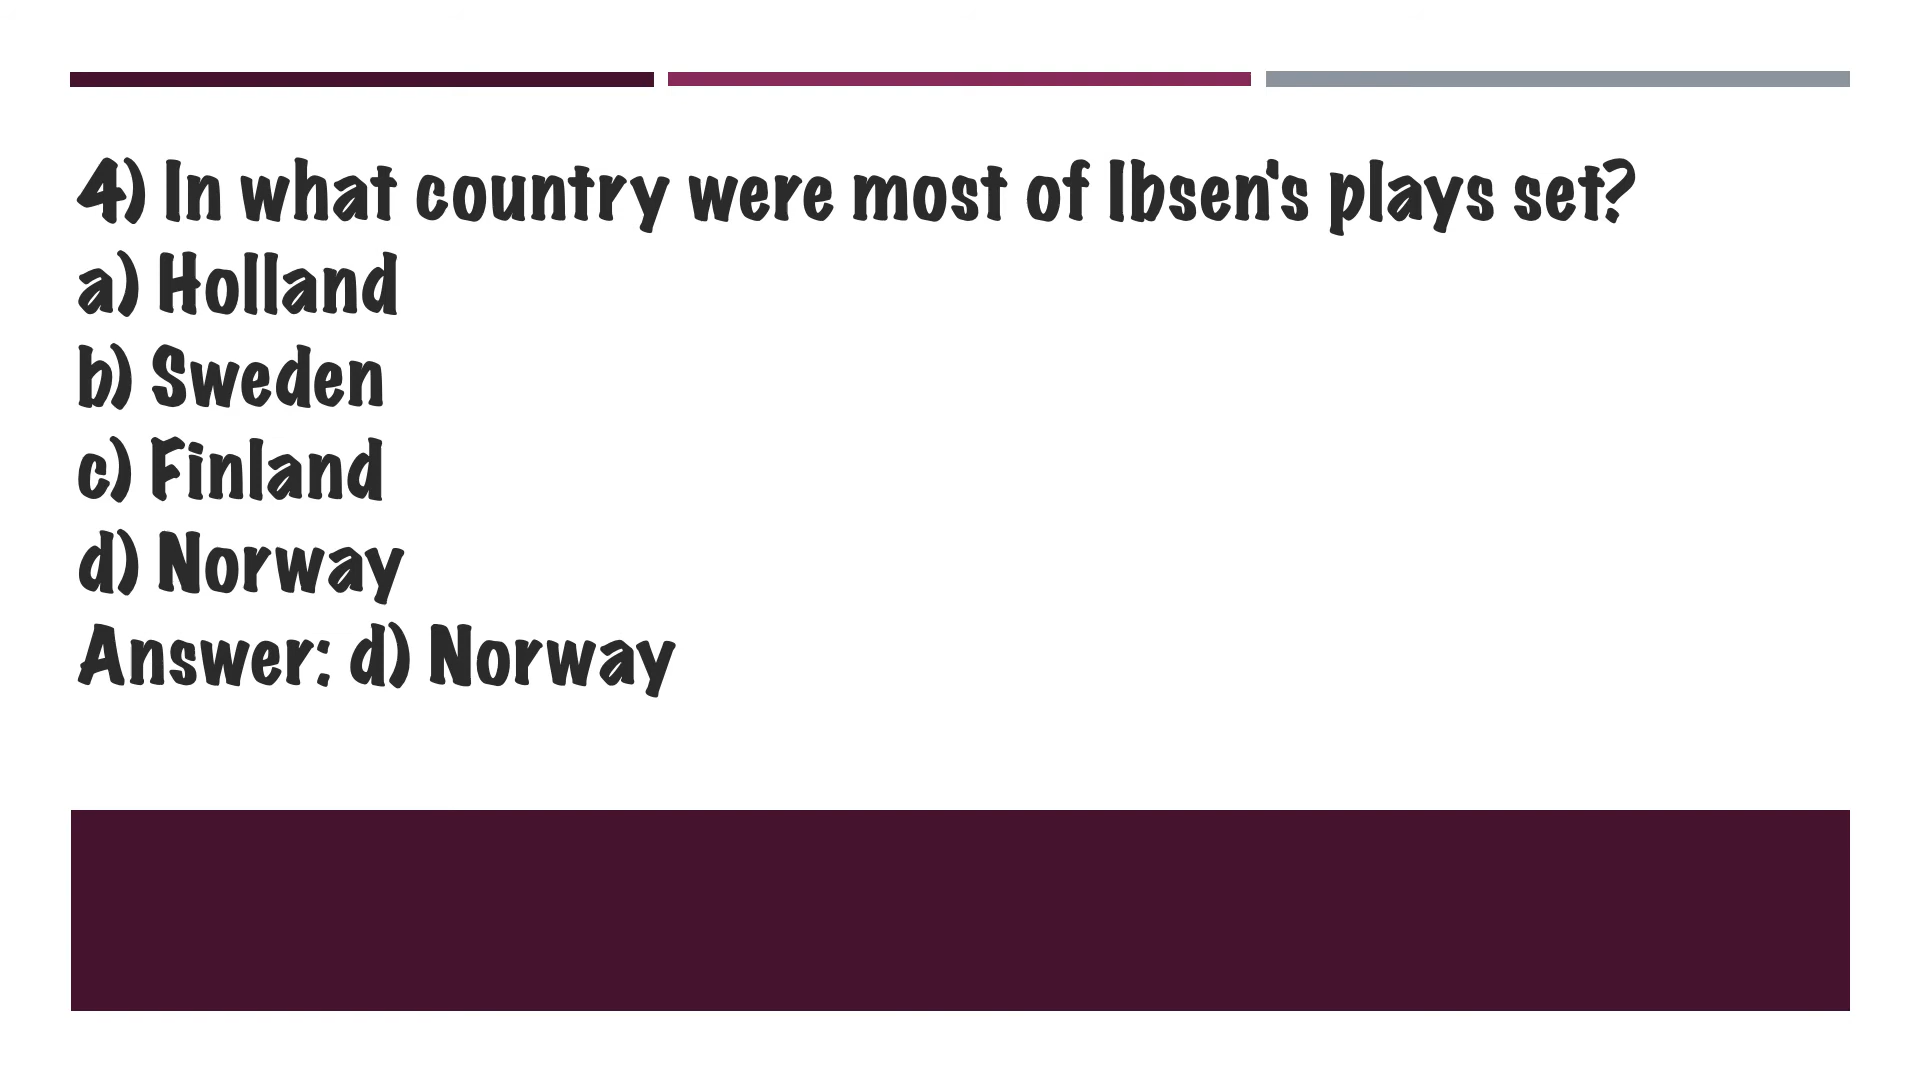 4) In what country were most of Ibsen's plays set?
a) Holland
b) Sweden
c) Finland
d) Norway
Answer: d) Norway